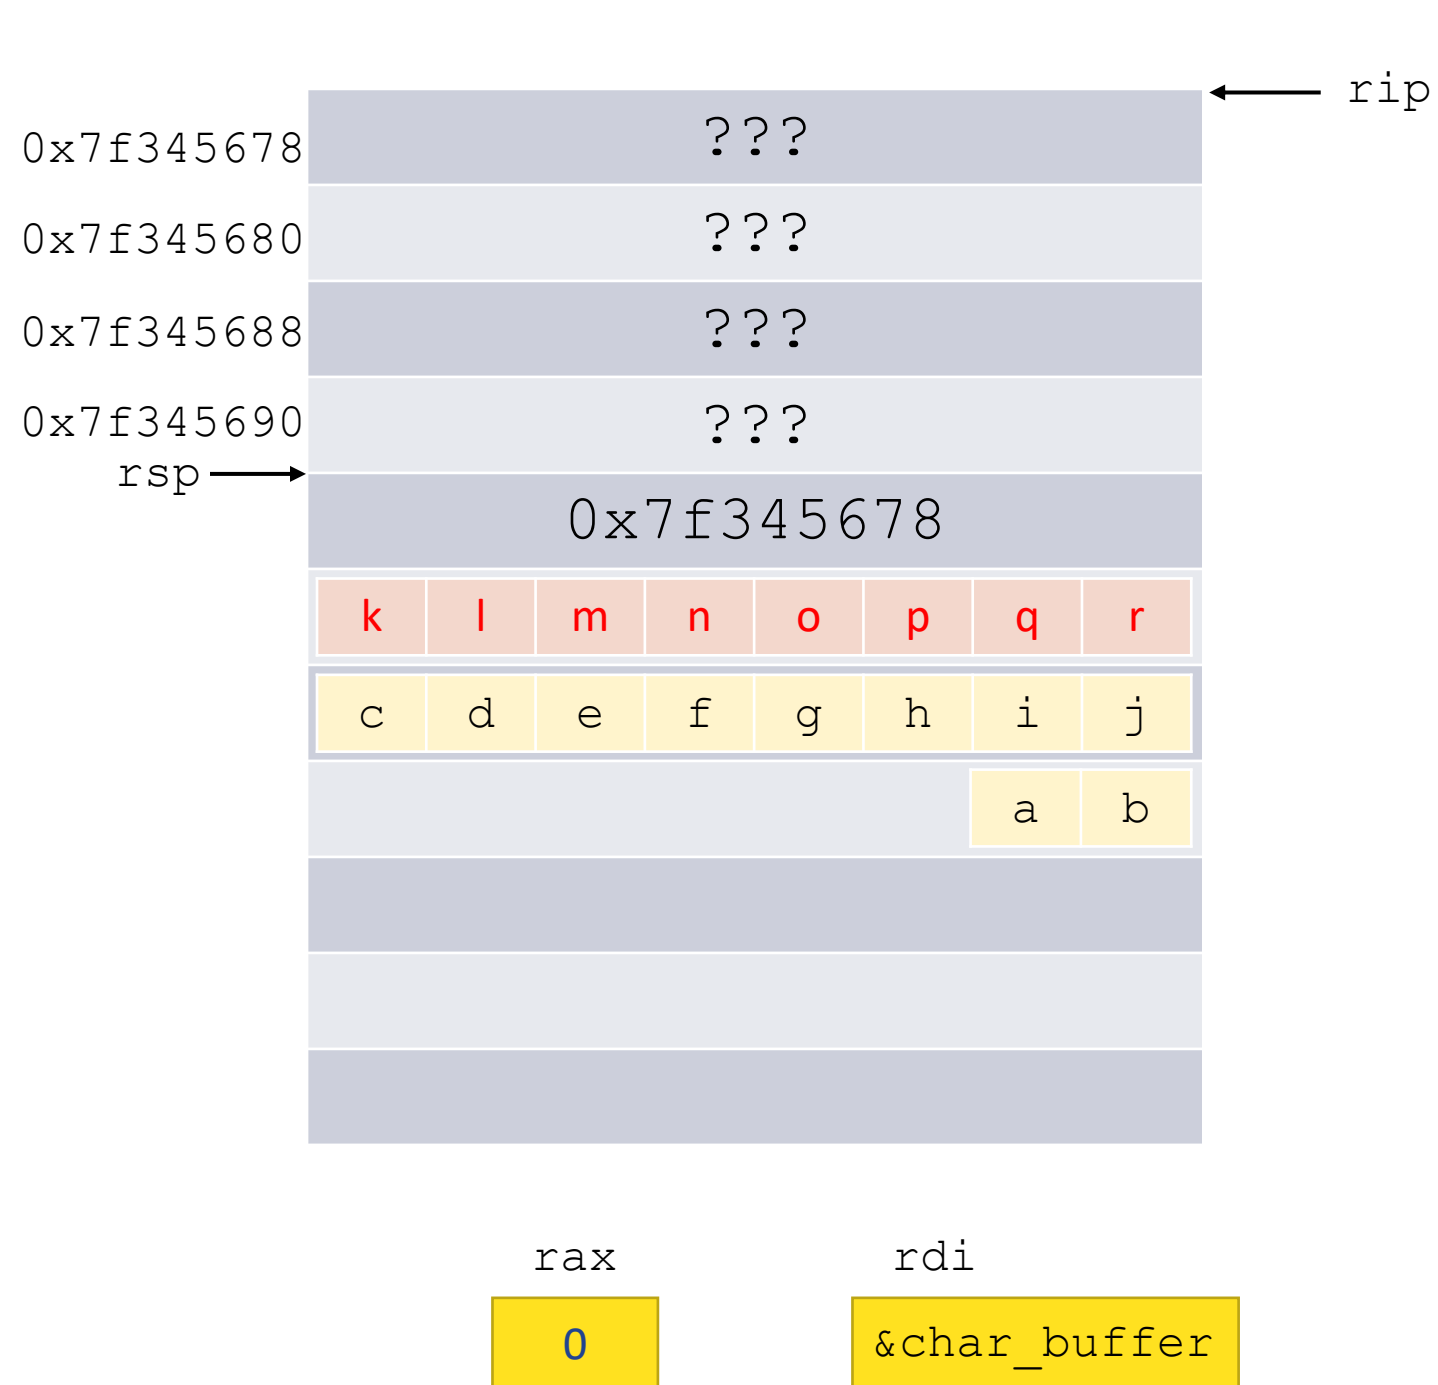 rip
0x7f345678 ???
0x7f345680 ???
0x7f345688 ???
0x7f345690 ???
rsp
0x7f345678
k l m n o p q r
c d e f g h i j
a b
rax rdi
0 &char_buffer